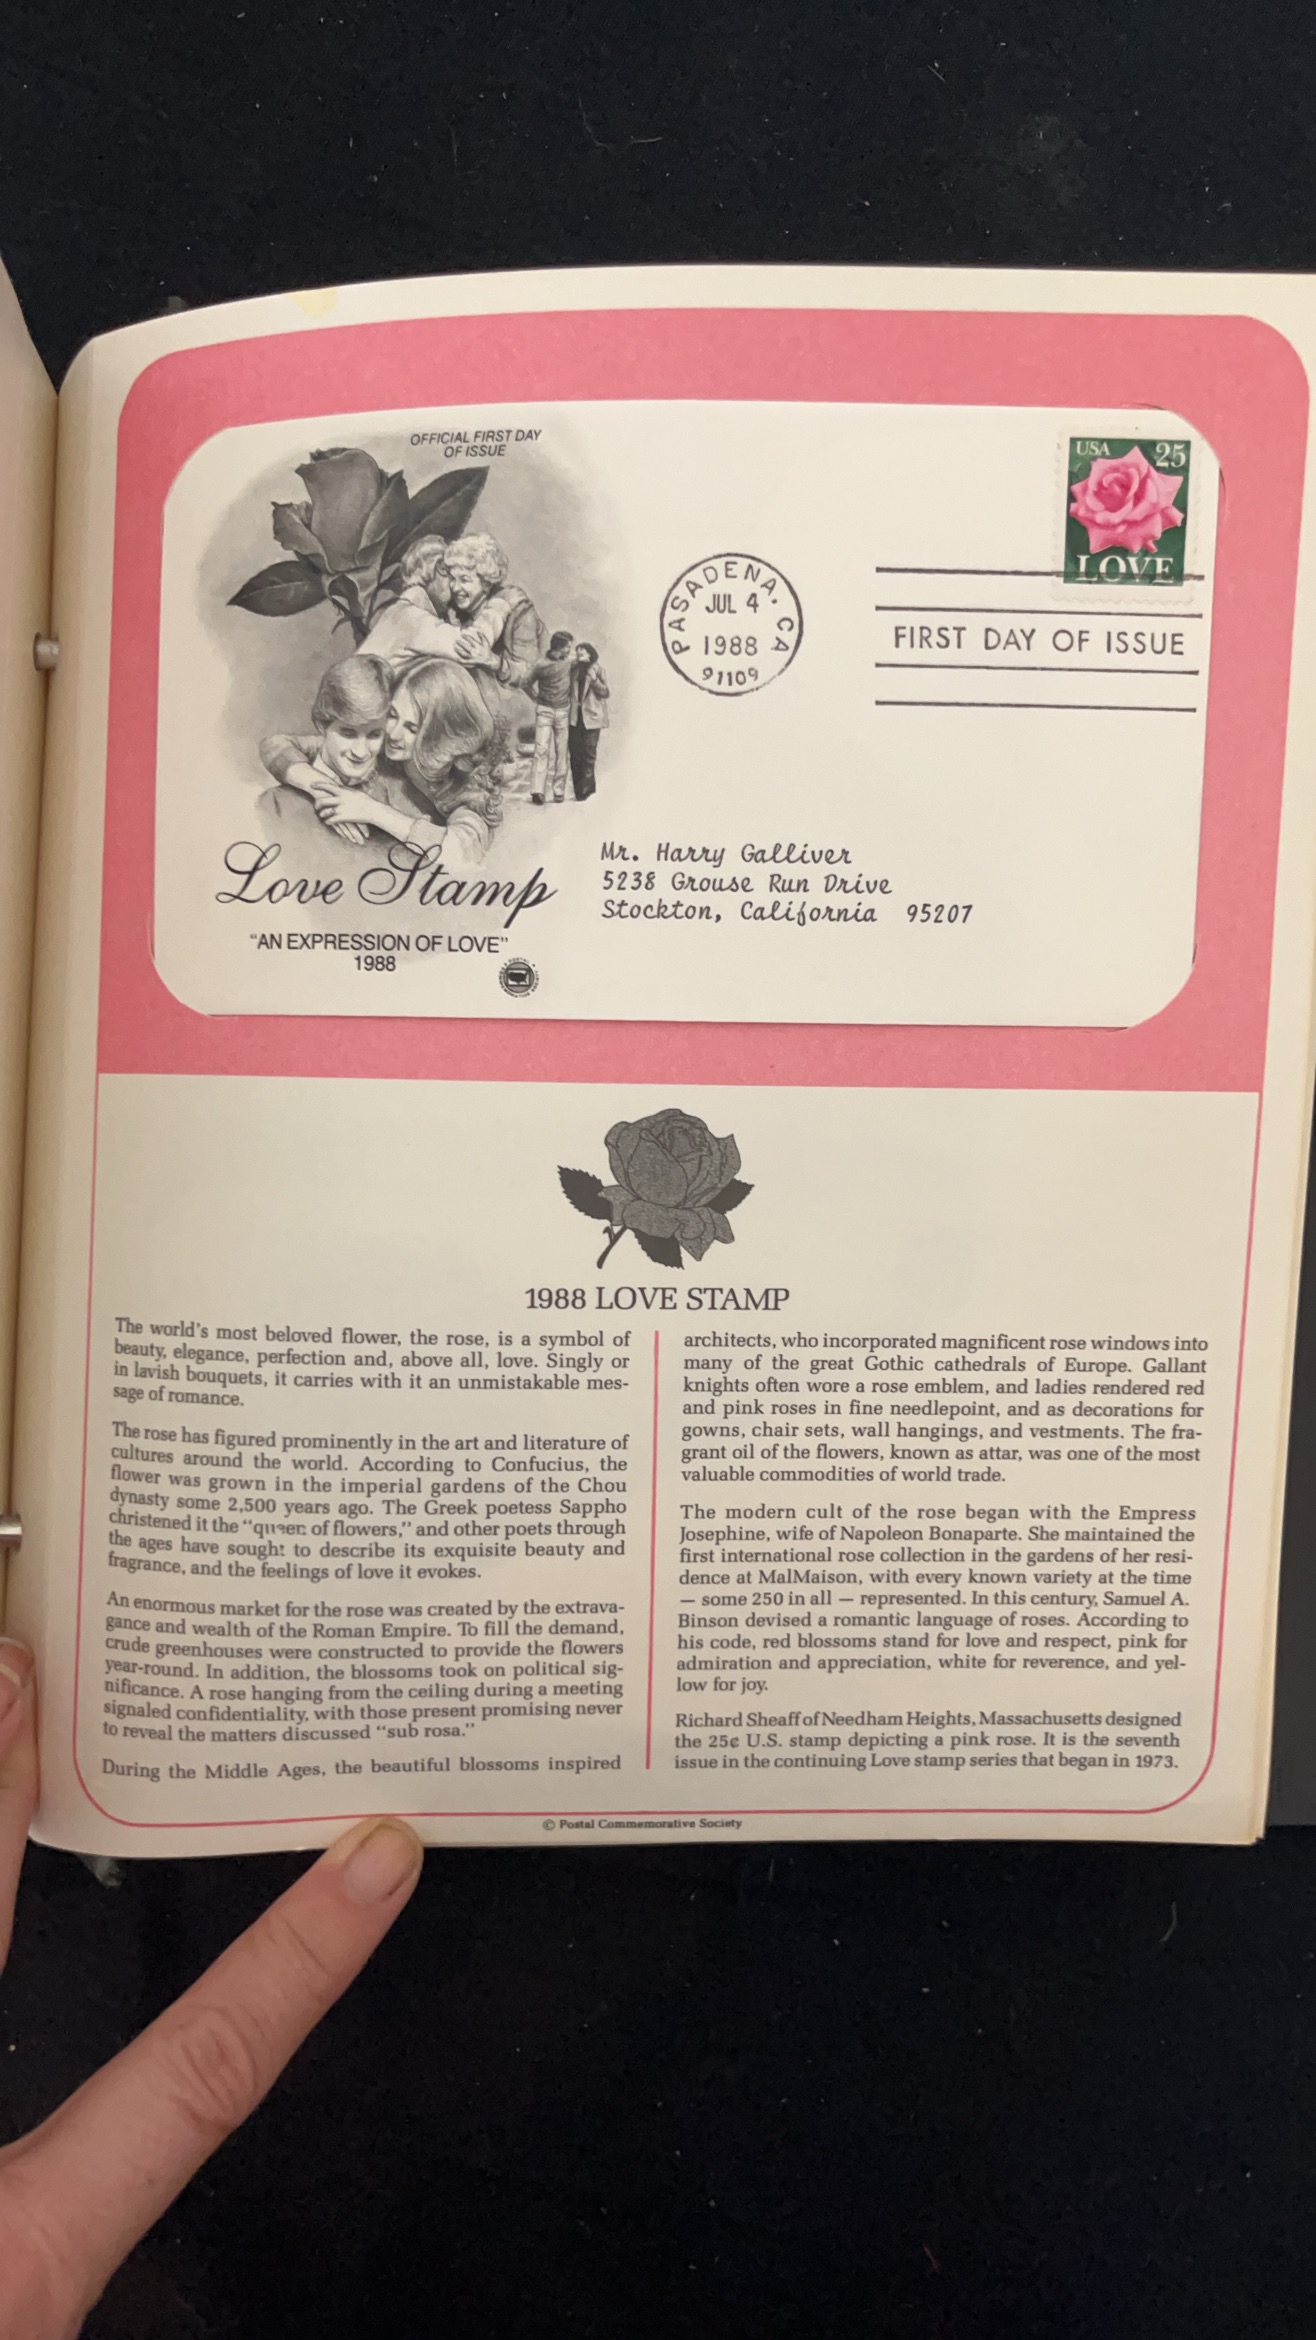 OFFICIAL FIRST DAY
OF ISSUE
USA 25
LOVE
PASADENA, CA
JUL 4
1988
91109
FIRST DAY OF ISSUE
Mr. Harry Galliver
5238 Grouse Run Drive
Stockton, California 95207
Love Stamp
"AN EXPRESSION OF LOVE"
1988
1988 LOVE STAMP
The world's most beloved flower, the rose, is a symbol of
beauty, elegance, perfection and, above all, love. Singly or
in lavish bouquets, it carries with it an unmistakable mes-
sage of romance.
The rose has figured prominently in the art and literature of
cultures around the world. According to Confucius, the
flower was grown in the imperial gardens of the Chou
dynasty some 2,500 years ago. The Greek poetess Sappho
christened it the "queen of flowers," and other poets through
the ages have sought to describe its exquisite beauty and
fragrance, and the feelings of love it evokes.
An enormous market for the rose was created by the extrava-
gance and wealth of the Roman Empire. To fill the demand,
crude greenhouses were constructed to provide the flowers
year-round. In addition, the blossoms took on political sig-
nificance. A rose hanging from the ceiling during a meeting
signaled confidentiality, with those present promising never
to reveal the matters discussed "sub rosa."
During the Middle Ages, the beautiful blossoms inspired
architects, who incorporated magnificent rose windows into
many of the great Gothic cathedrals of Europe. Gallant
knights often wore a rose emblem, and ladies rendered red
and pink roses in fine needlepoint, and as decorations for
gowns, chair sets, wall hangings, and vestments. The fra-
grant oil of the flowers, known as attar, was one of the most
valuable commodities of world trade.
The modern cult of the rose began with the Empress
Josephine, wife of Napoleon Bonaparte. She maintained the
first international rose collection in the gardens of her resi-
dence at MalMaison, with every known variety at the time
— some 250 in all — represented. In this century, Samuel A.
Binson devised a romantic language of roses. According to
his code, red blossoms stand for love and respect, pink for
admiration and appreciation, white for reverence, and yel-
low for joy.
Richard Sheaff of Needham Heights, Massachusetts designed
the 25¢ U.S. stamp depicting a pink rose. It is the seventh
issue in the continuing Love stamp series that began in 1973.
© Postal Commemorative Society